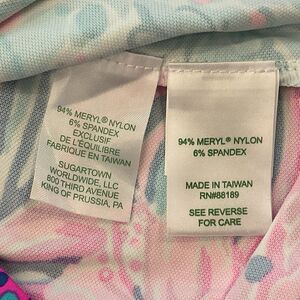 94% MERYL® NYLON
6% SPANDEX
EXCLUSIF
DE L'ÉQUILIBRE
FABRIQUE EN TAIWAN
SUGARTOWN
WORLDWIDE, LLC
800 THIRD AVENUE
KING OF PRUSSIA, PA
94% MERYL® NYLON
6% SPANDEX
MADE IN TAIWAN
RN#88189
SEE REVERSE
FOR CARE